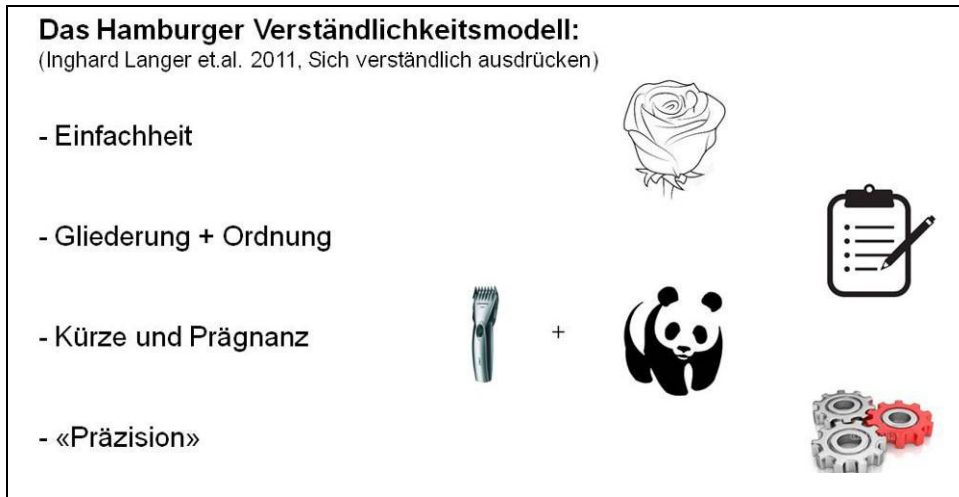 Das Hamburger Verständlichkeitsmodell:
(Inghard Langer et.al. 2011, Sich verständlich ausdrücken)
- Einfachheit
- Gliederung + Ordnung
- Kürze und Prägnanz
+
- «Präzision»